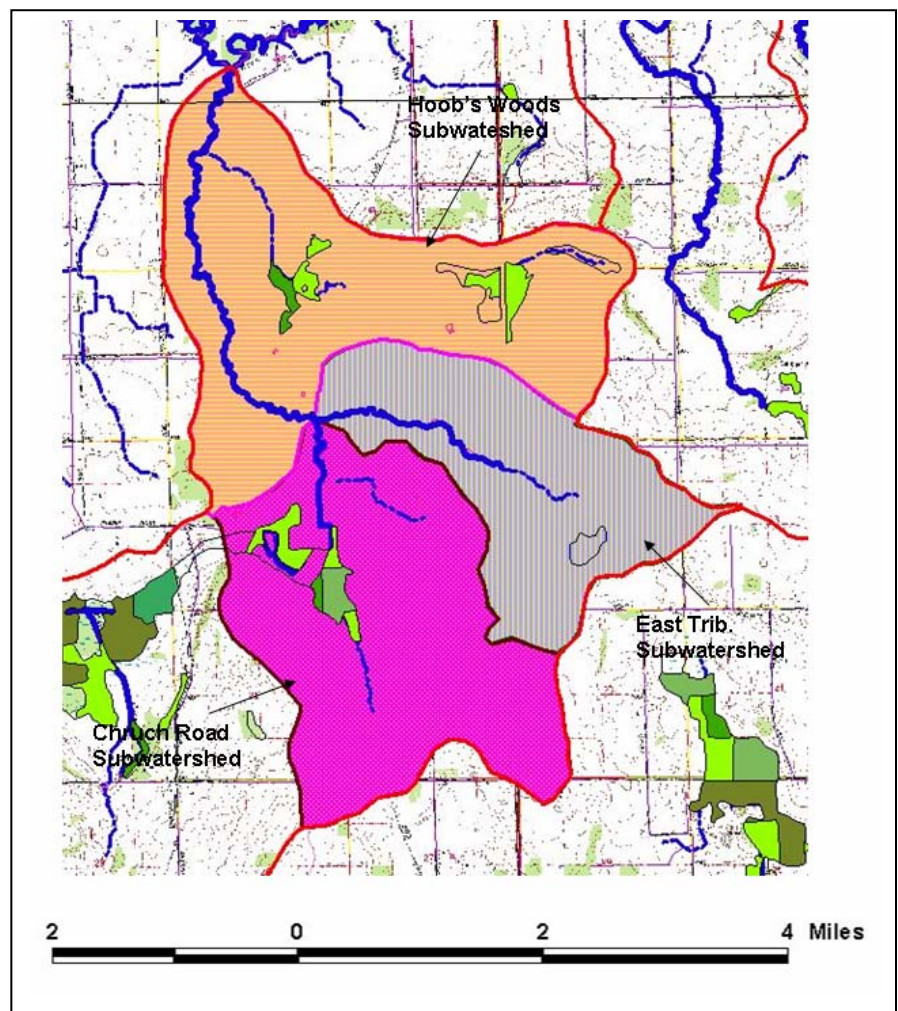 Hoob's Woods
Subwateshed
East Trib.
Subwatershed
Chruch Road
Subwatershed
2 0 2 4 Miles